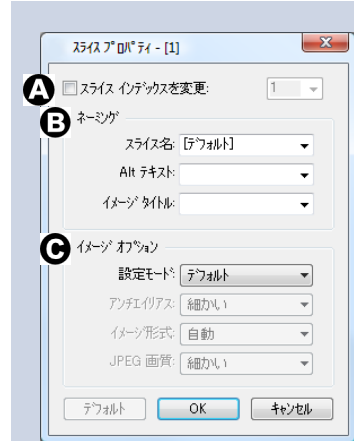 スライス プロパティ - [1]
A スライス インデックスを変更: 1
B ネーミング
スライス名: [デフォルト]
Alt テキスト:
イメージ タイトル:
C イメージ オプション
設定モード: デフォルト
アンチエイリアス: 細かい
イメージ形式: 自動
JPEG 画質: 細かい
デフォルト OK キャンセル